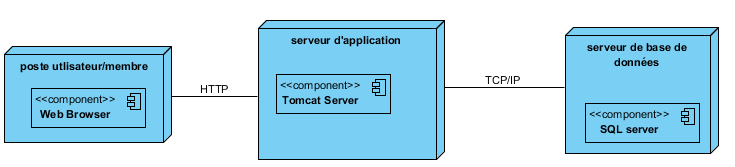 poste utlisateur/membre
<<component>>
Web Browser
HTTP
serveur d'application
<<component>>
Tomcat Server
TCP/IP
serveur de base de
données
<<component>>
SQL server